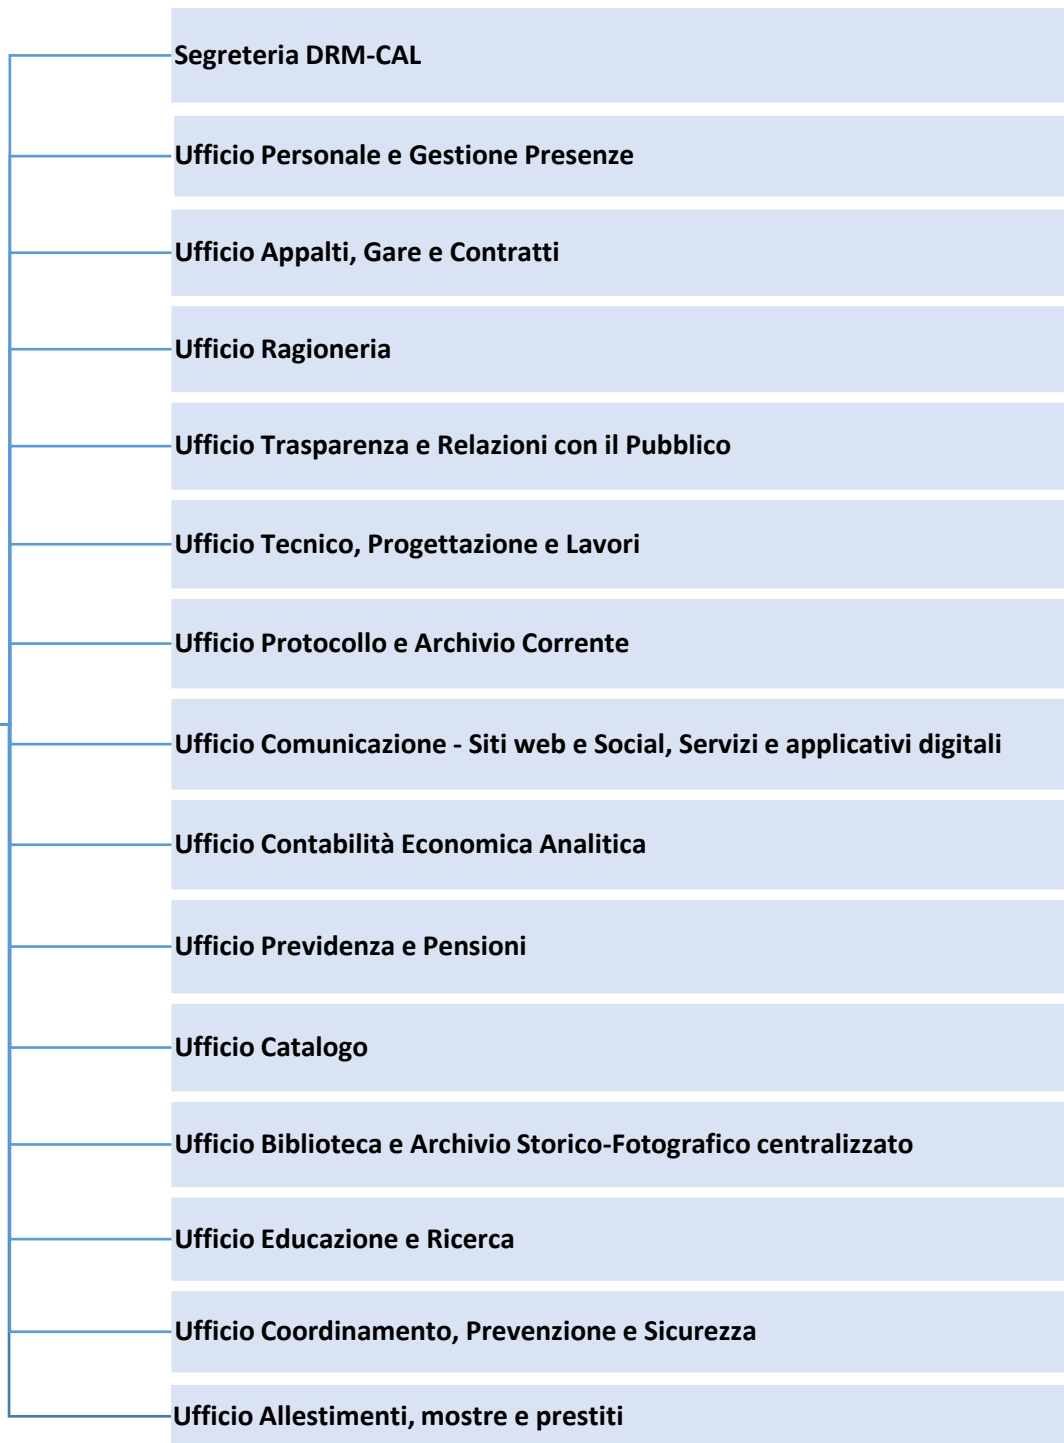 Segreteria DRM-CAL
Ufficio Personale e Gestione Presenze
Ufficio Appalti, Gare e Contratti
Ufficio Ragioneria
Ufficio Trasparenza e Relazioni con il Pubblico
Ufficio Tecnico, Progettazione e Lavori
Ufficio Protocollo e Archivio Corrente
Ufficio Comunicazione - Siti web e Social, Servizi e applicativi digitali
Ufficio Contabilità Economica Analitica
Ufficio Previdenza e Pensioni
Ufficio Catalogo
Ufficio Biblioteca e Archivio Storico-Fotografico centralizzato
Ufficio Educazione e Ricerca
Ufficio Coordinamento, Prevenzione e Sicurezza
Ufficio Allestimenti, mostre e prestiti